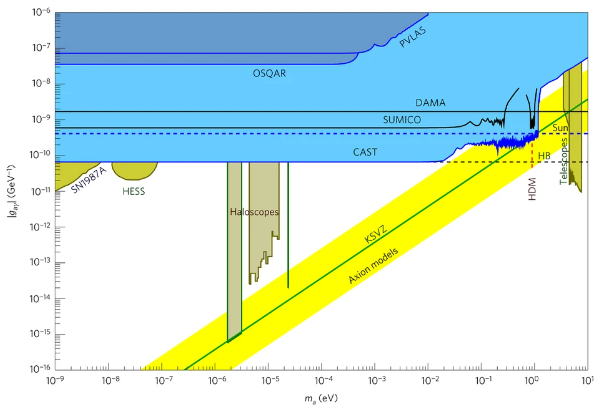 10⁻⁶
10⁻⁷
10⁻⁸
10⁻⁹
10⁻¹⁰
10⁻¹¹
10⁻¹²
10⁻¹³
10⁻¹⁴
10⁻¹⁵
10⁻¹⁶
|gₐᵧ| (GeV⁻¹)
PVLAS
OSQAR
DAMA
SUMICO
CAST
Sun
HB
SN1987A
HESS
Haloscopes
Telescopes
HDM
KSVZ
Axion models
10⁻⁹ 10⁻⁸ 10⁻⁷ 10⁻⁶ 10⁻⁵ 10⁻⁴ 10⁻³ 10⁻² 10⁻¹ 10⁰ 10¹
mₐ (eV)